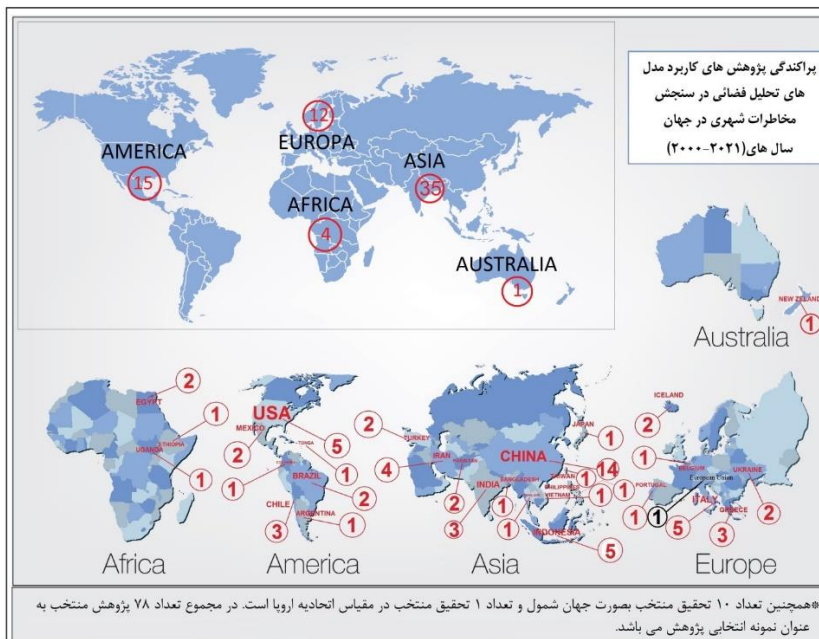 پراکندگی پژوهش های کاربرد مدل
های تحلیل فضائی در سنجش
مخاطرات شهری در جهان
سال های(۲۰۲۱-۲۰۰۰)
12
EUROPA
AMERICA
15
ASIA
35
AFRICA
4
AUSTRALIA
1
NEW ZELAND
1
Australia
EGYPT
2
ETHIOPIA
1
UGANDA
1
Africa
USA
5
MEXICO
2
TONGA
1
1
BRAZIL
2
CHILE
3
ARGENTINA
1
America
TURKEY
2
IRAN
4
2
INDIA
3
BANGLADESH
1
1
CHINA
14
JAPAN
1
TAIWAN
1
PHILIPPINES
1
VIETNAM
1
INDONESIA
5
Asia
ICELAND
2
1
BELGIUM
European Union
1
PORTUGAL
1
1
ITALY
5
GREECE
3
UKRAINE
2
Europe
*همچنین تعداد ۱۰ تحقیق منتخب بصورت جهان شمول و تعداد ۱ تحقیق منتخب در مقیاس اتحادیه اروپا است. در مجموع تعداد ۷۸ پژوهش منتخب به
عنوان نمونه انتخابی پژوهش می باشد.